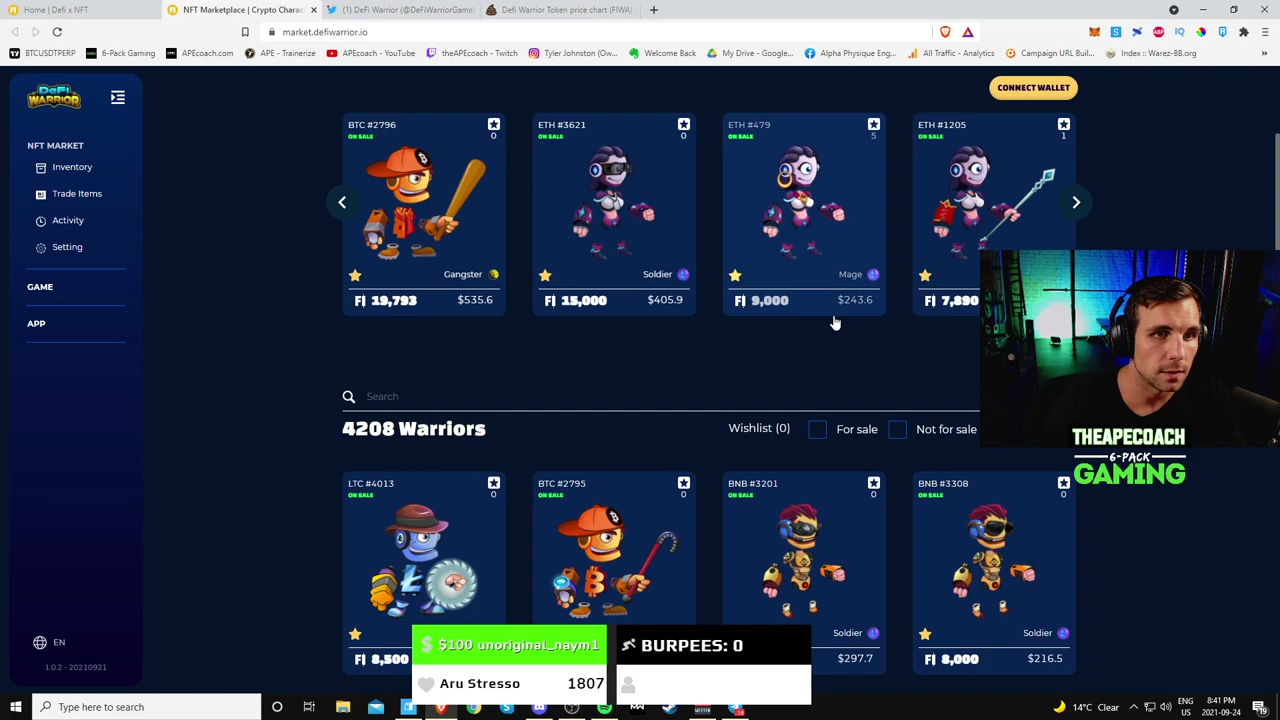 Home | Defi x NFT
NFT Marketplace | Crypto Charac
(1) DeFi Warrior (@DeFiWarriorGame
Defi Warrior Token price chart (FIWA)
market.defiwarrior.io
BTCUSDTPERP
6-Pack Gaming
APEcoach.com
APE - Trainerize
APEcoach - YouTube
theAPEcoach - Twitch
Tyler Johnston (Ow...
Welcome Back
My Drive - Google...
Alpha Physique Eng...
All Traffic - Analytics
Campaign URL Buil...
Index :: Warez-BB.org
DeFi
WARRIOR
CONNECT WALLET
NFT MARKET
Inventory
Trade Items
Activity
Setting
GAME
APP
EN
1.0.2 - 20210921
BTC #2796
ON SALE
0
Gangster
FI 19,793 $535.6
ETH #3621
ON SALE
0
Soldier
FI 15,000 $405.9
ETH #479
ON SALE
5
Mage
FI 9,000 $243.6
ETH #1205
ON SALE
1
FI 7,890
Search
4208 Warriors
Wishlist (0)
For sale
Not for sale
LTC #4013
ON SALE
0
FI 8,500
BTC #2795
ON SALE
0
BNB #3201
ON SALE
0
Soldier
$297.7
BNB #3308
ON SALE
0
Soldier
FI 8,000 $216.5
THEAPECOACH
6-PACK
GAMING
$100 unoriginal_naym1
Aru Stresso 1807
BURPEES: 0
Type here to search
14°C Clear
ENG
US
8:41 PM
2021-09-24